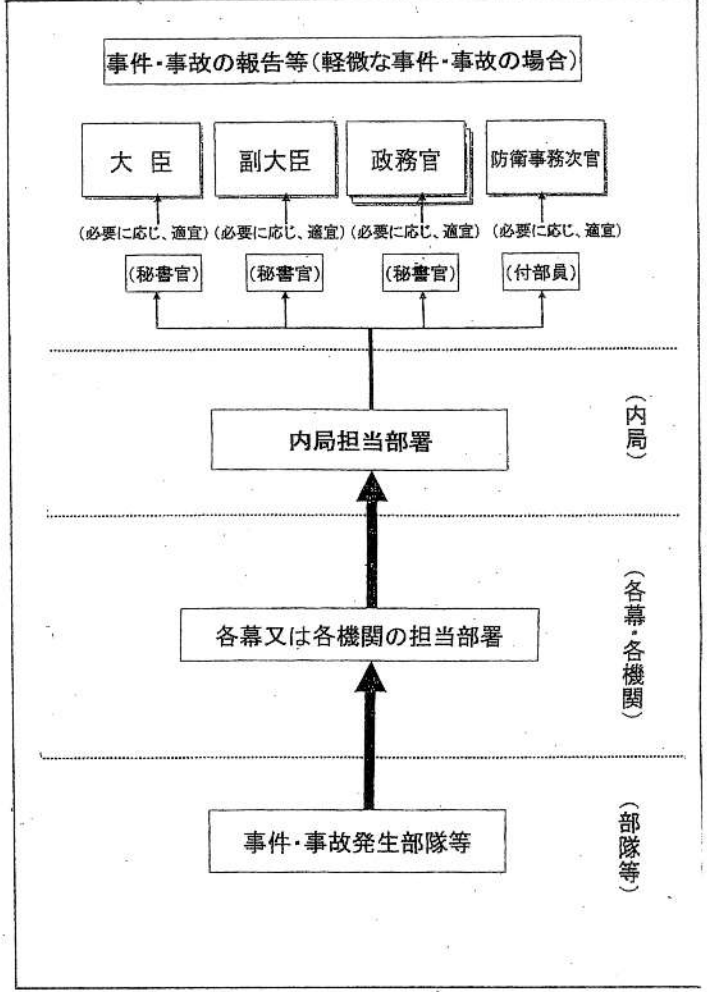 事件・事故の報告等(軽微な事件・事故の場合)
大 臣
副大臣
政務官
防衛事務次官
(必要に応じ、適宜)
(必要に応じ、適宜)
(必要に応じ、適宜)
(必要に応じ、適宜)
(秘書官)
(秘書官)
(秘書官)
(付部員)
(内局)
内局担当部署
(各幕・各機関)
各幕又は各機関の担当部署
(部隊等)
事件・事故発生部隊等